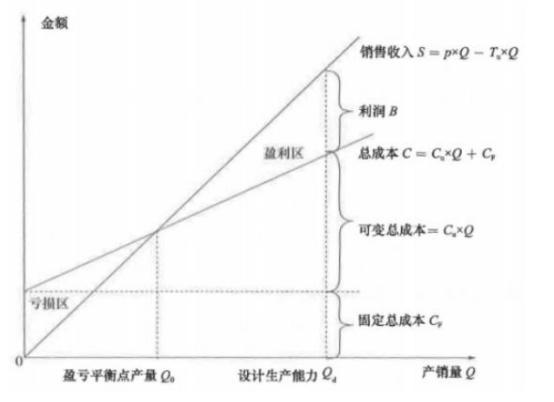 金额
销售收入 S = p×Q − Tᵤ×Q
利润 B
盈利区
总成本 C = Cᵤ×Q + C_F
可变总成本= Cᵤ×Q
亏损区
固定总成本 C_F
0
盈亏平衡点产量 Q₀
设计生产能力 Q_d
产销量 Q